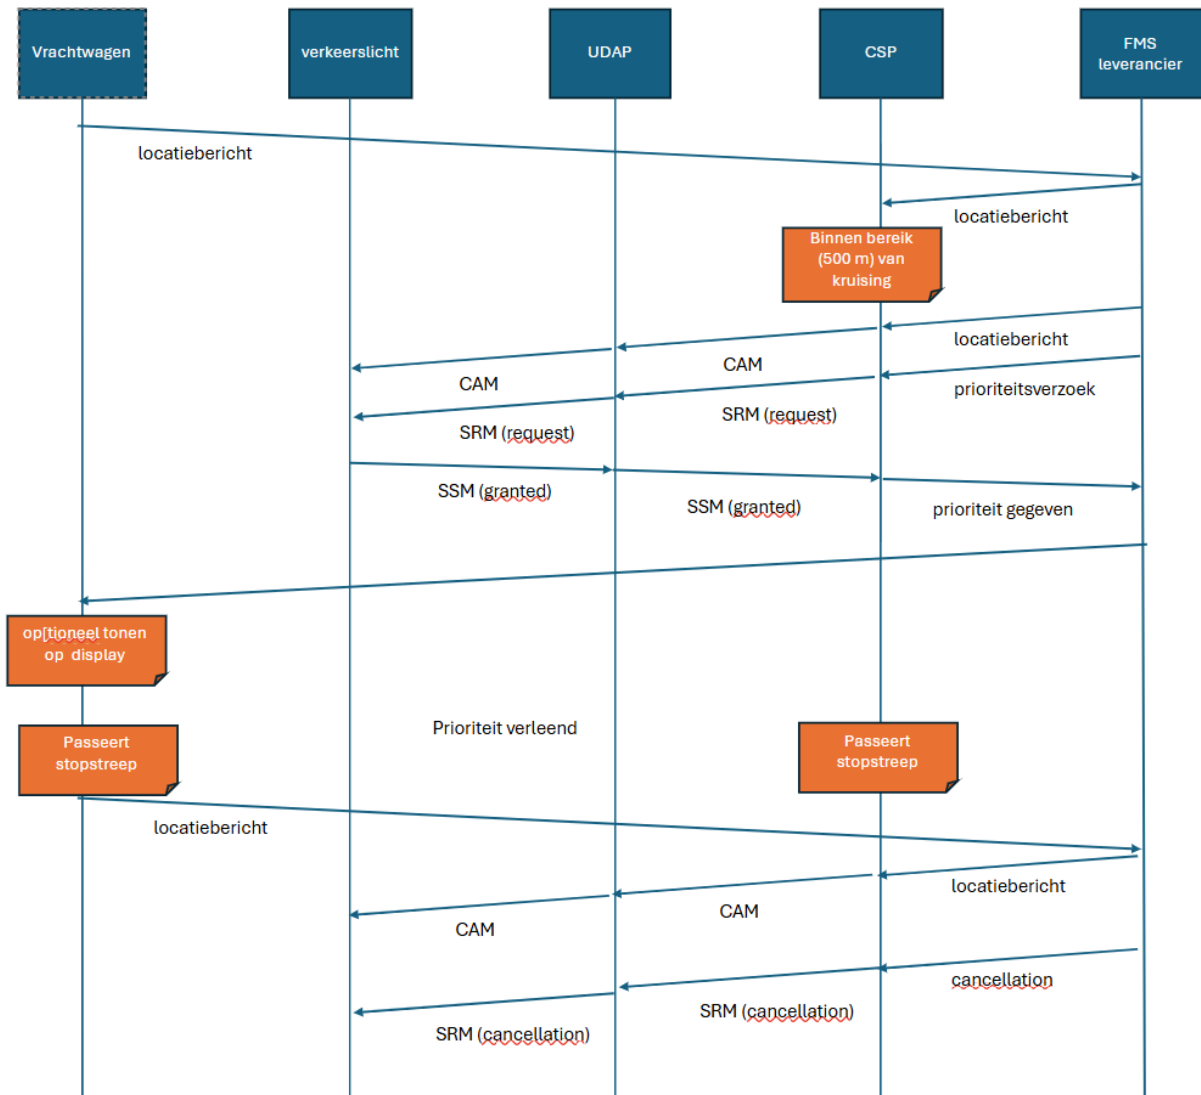 Vrachtwagen
verkeerslicht
UDAP
CSP
FMS
leverancier
locatiebericht
locatiebericht
Binnen bereik
(500 m) van
kruising
locatiebericht
CAM
CAM
prioriteitsverzoek
SRM (request)
SRM (request)
SSM (granted)
SSM (granted)
prioriteit gegeven
op[tioneel tonen
op display
Prioriteit verleend
Passeert
stopstreep
Passeert
stopstreep
locatiebericht
locatiebericht
CAM
CAM
cancellation
SRM (cancellation)
SRM (cancellation)